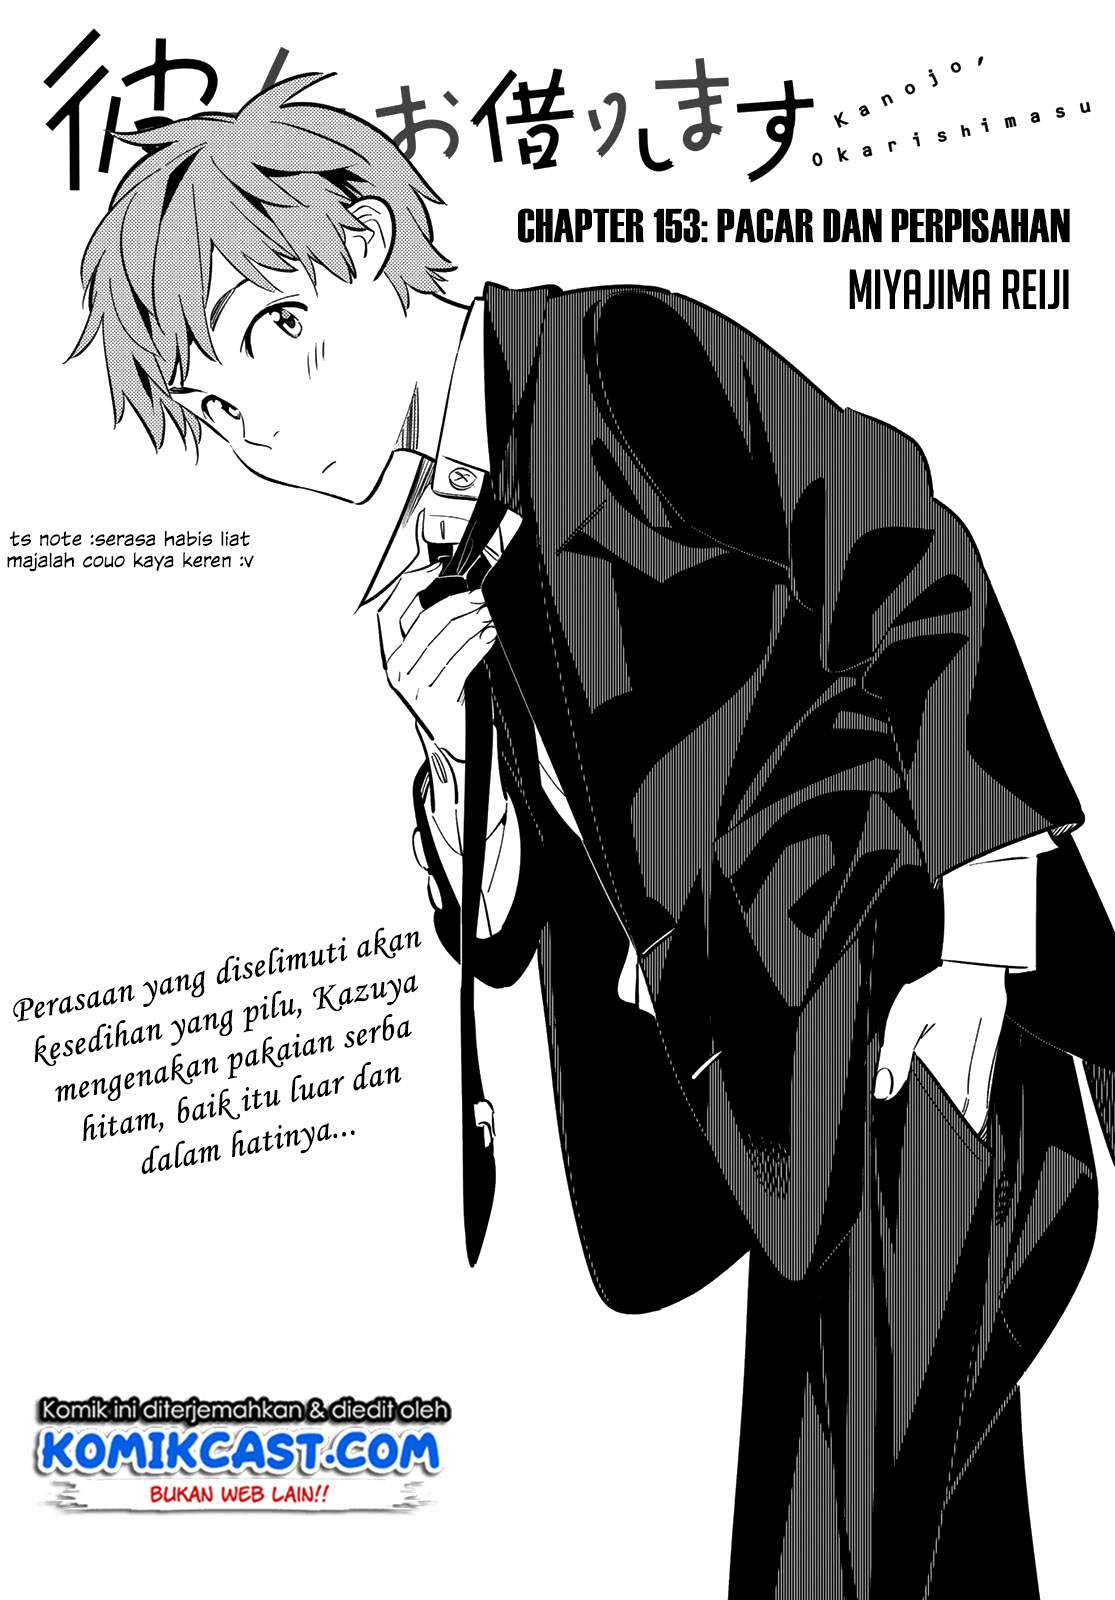 彼女お借りします
Kanojo,
Okarishimasu
CHAPTER 153: PACAR DAN PERPISAHAN
MIYAJIMA REIJI
ts note :serasa habis liat
majalah couo kaya keren :v
Perasaan yang diselimuti akan
kesedihan yang pilu, Kazuya
mengenakan pakaian serba
hitam, baik itu luar dan
dalam hatinya...
Komik ini diterjemahkan & diedit oleh
KOMIKCAST.COM
BUKAN WEB LAIN!!